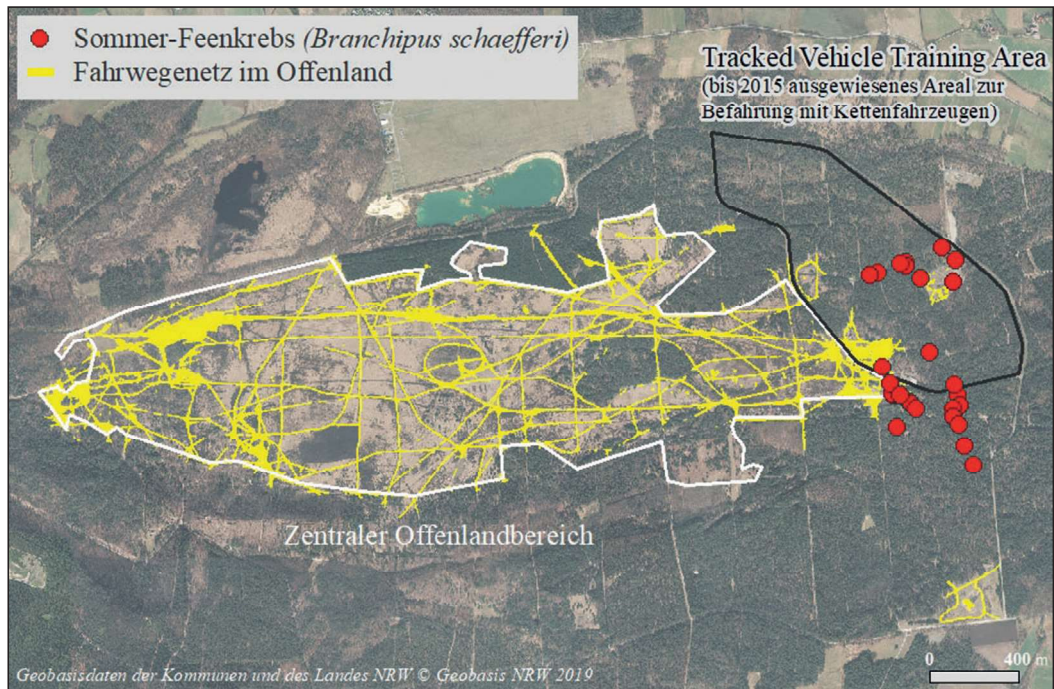 Sommer-Feenkrebs (Branchipus schaefferi)
Fahrwegenetz im Offenland
Tracked Vehicle Training Area
(bis 2015 ausgewiesenes Areal zur
Befahrung mit Kettenfahrzeugen)
Zentraler Offenlandbereich
Geobasisdaten der Kommunen und des Landes NRW © Geobasis NRW 2019
0 400 m